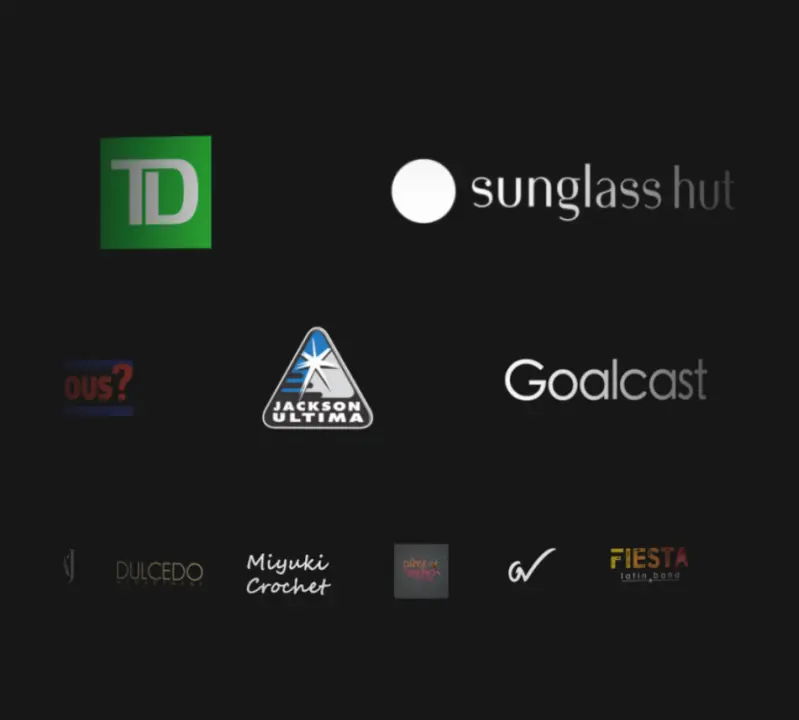 TD
sunglass hut
ous?
JACKSON
ULTIMA
Goalcast
DULCEDO
Miyuki
Crochet
FIESTA
latin band